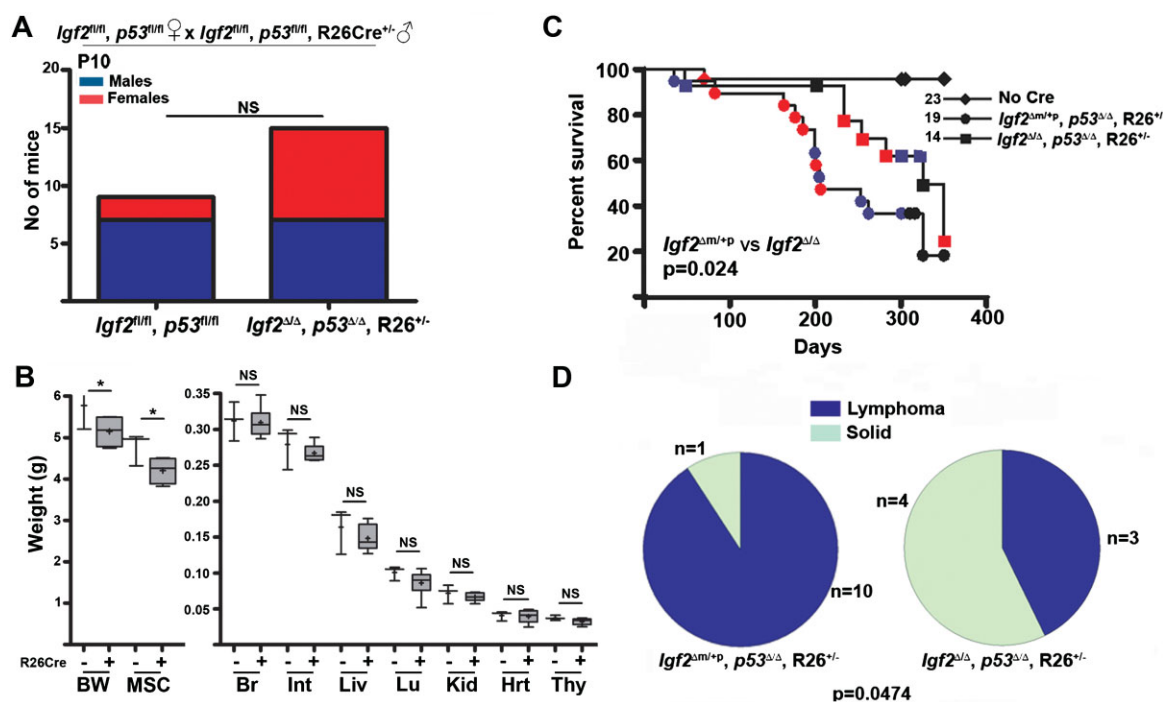 A
Igf2fl/fl, p53fl/fl ♀ x Igf2fl/fl, p53fl/fl, R26Cre+/- ♂
P10
Males
Females
NS
No of mice
20
15
10
5
Igf2fl/fl, p53fl/fl
Igf2Δ/Δ, p53Δ/Δ, R26+/-
B
Weight (g)
6
5
4
3
2
1
*
*
0.35
0.30
0.25
0.20
0.15
0.10
0.05
NS
NS
NS
NS
NS
NS
NS
R26Cre - + - + - + - + - + - + - + - + - +
BW MSC Br Int Liv Lu Kid Hrt Thy
C
Percent survival
100
80
60
40
20
100 200 300 400
Days
23 No Cre
19 Igf2Δm/+p, p53Δ/Δ, R26+/
14 Igf2Δ/Δ, p53Δ/Δ, R26+/-
Igf2Δm/+p vs Igf2Δ/Δ
p=0.024
D
Lymphoma
Solid
n=1
n=10
n=4
n=3
Igf2Δm/+p, p53Δ/Δ, R26+/-
Igf2Δ/Δ, p53Δ/Δ, R26+/-
p=0.0474